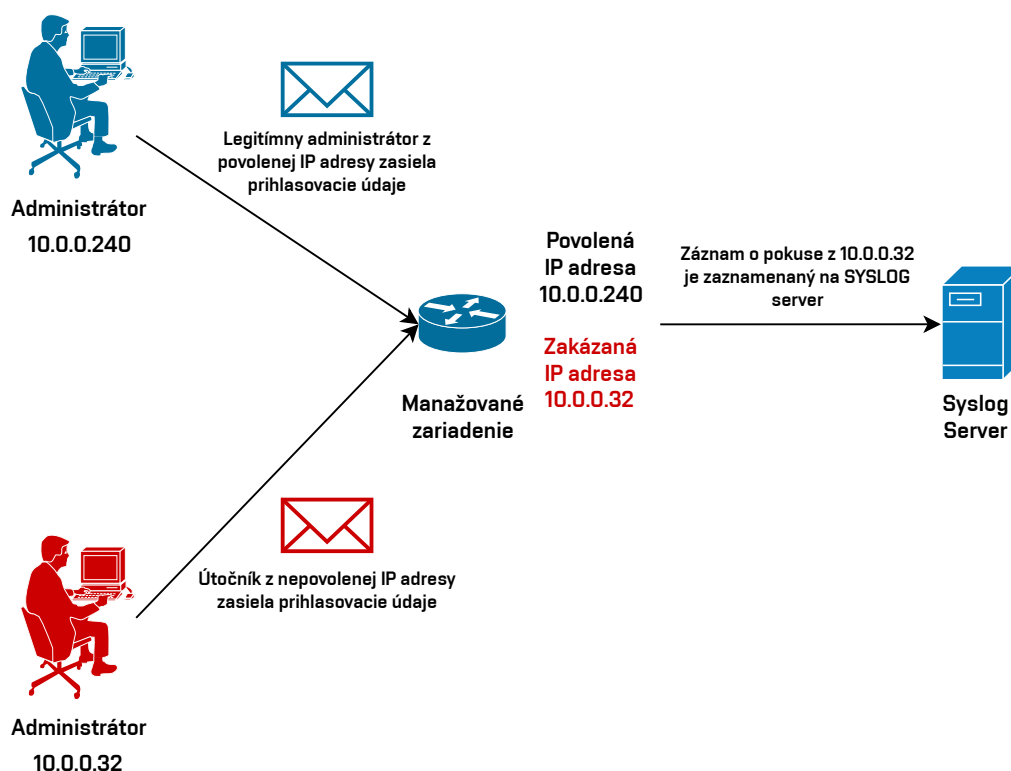 Legitímny administrátor z
povolenej IP adresy zasiela
prihlasovacie údaje
Administrátor
10.0.0.240
Povolená
IP adresa
10.0.0.240
Zakázaná
IP adresa
10.0.0.32
Záznam o pokuse z 10.0.0.32
je zaznamenaný na SYSLOG
server
Manažované
zariadenie
Syslog
Server
Útočník z nepovolenej IP adresy
zasiela prihlasovacie údaje
Administrátor
10.0.0.32